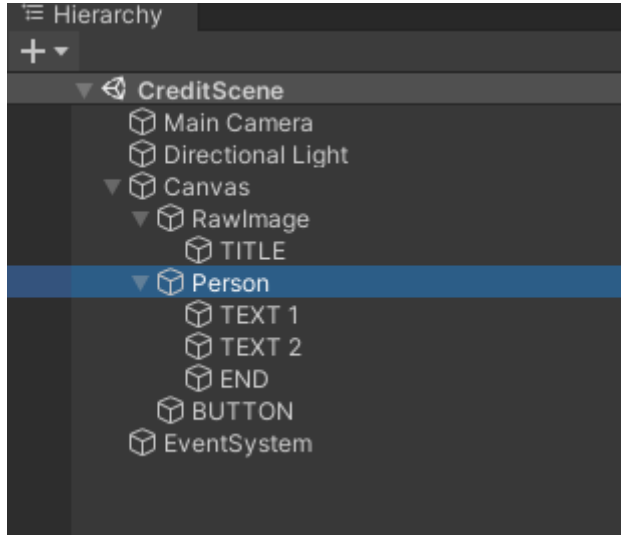 Hierarchy
CreditScene
Main Camera
Directional Light
Canvas
RawImage
TITLE
Person
TEXT 1
TEXT 2
END
BUTTON
EventSystem